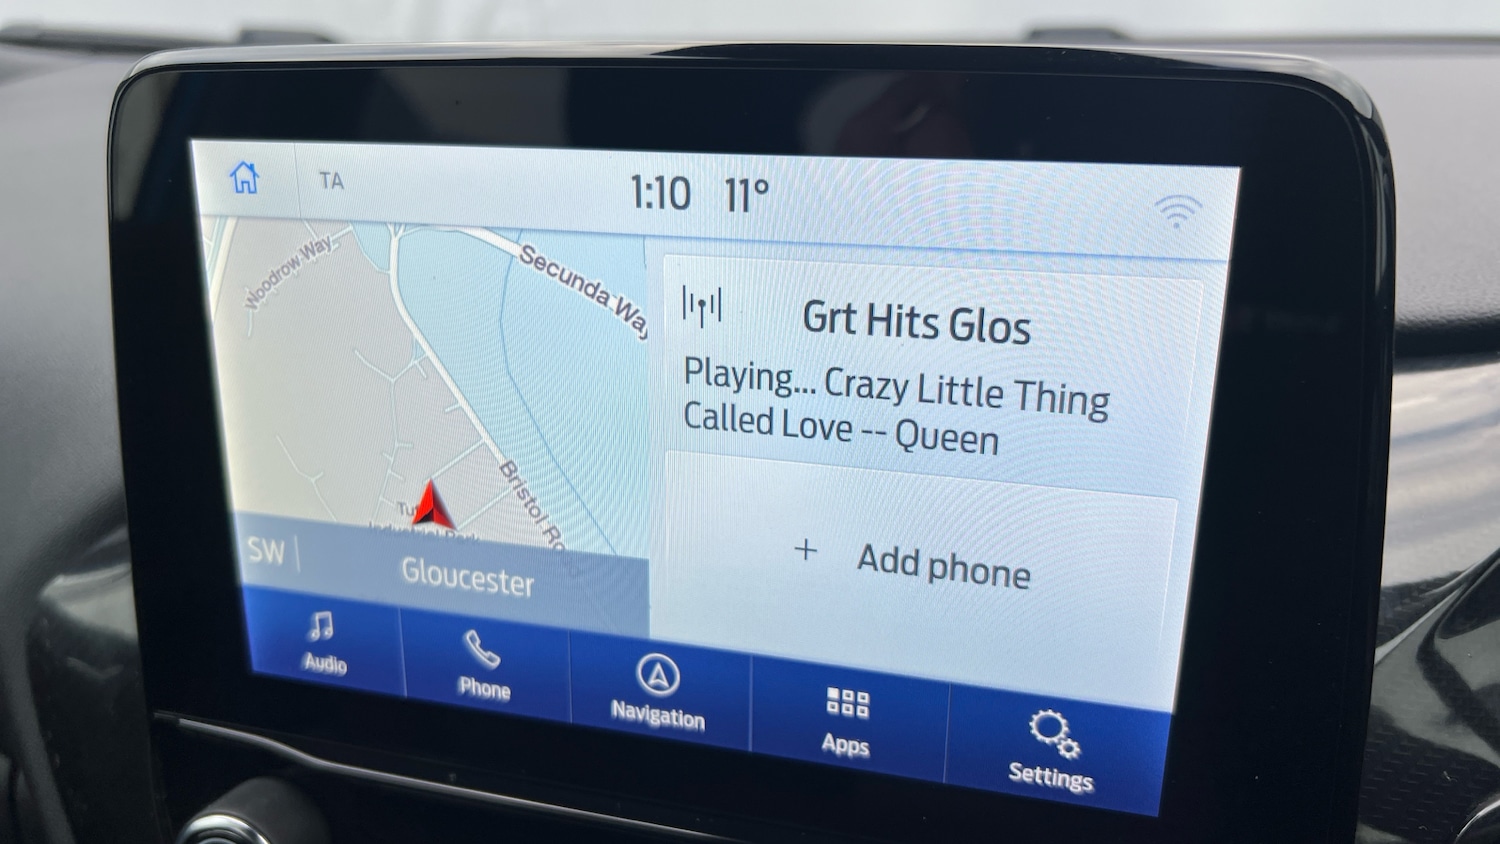 TA
1:10 11°
Woodrow Way
Secunda Way
Grt Hits Glos
Playing... Crazy Little Thing
Called Love -- Queen
Bristol
SW
Gloucester
+ Add phone
Audio
Phone
Navigation
Apps
Settings